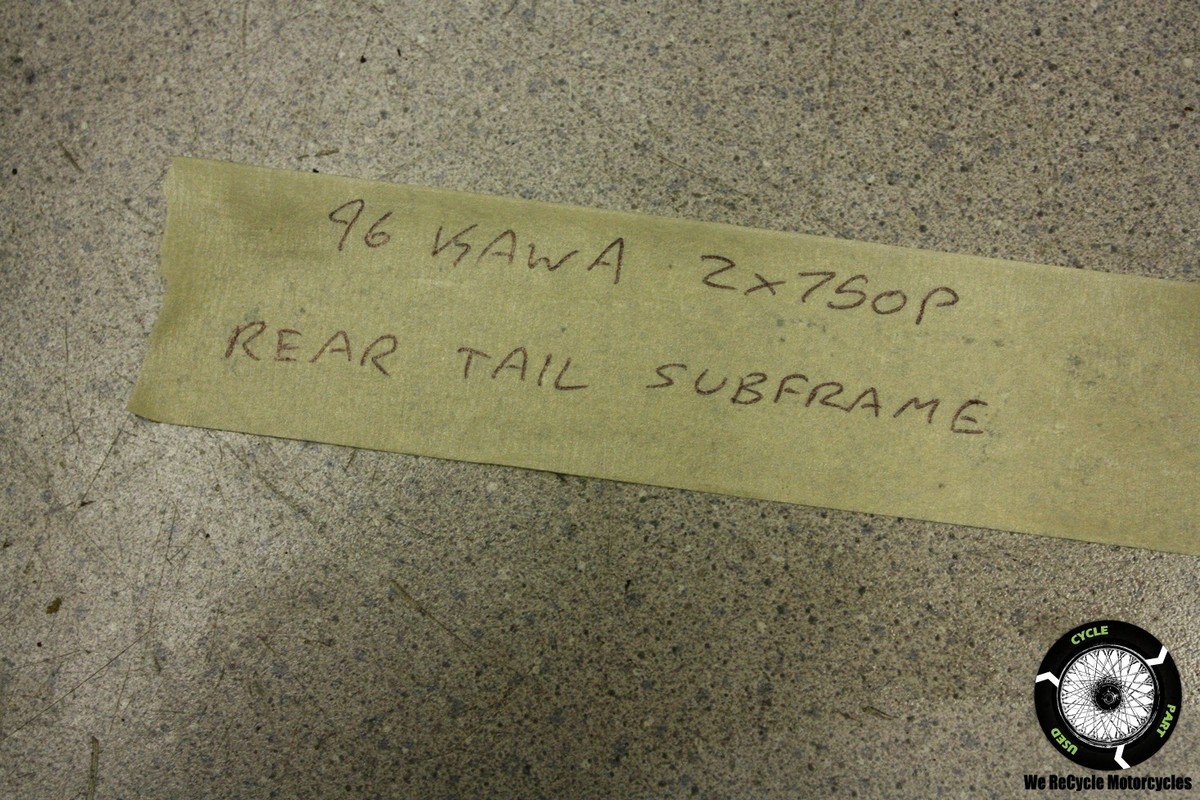 96 KAWA ZX750P
REAR TAIL SUBFRAME
CYCLE
PART
USED
We ReCycle Motorcycles